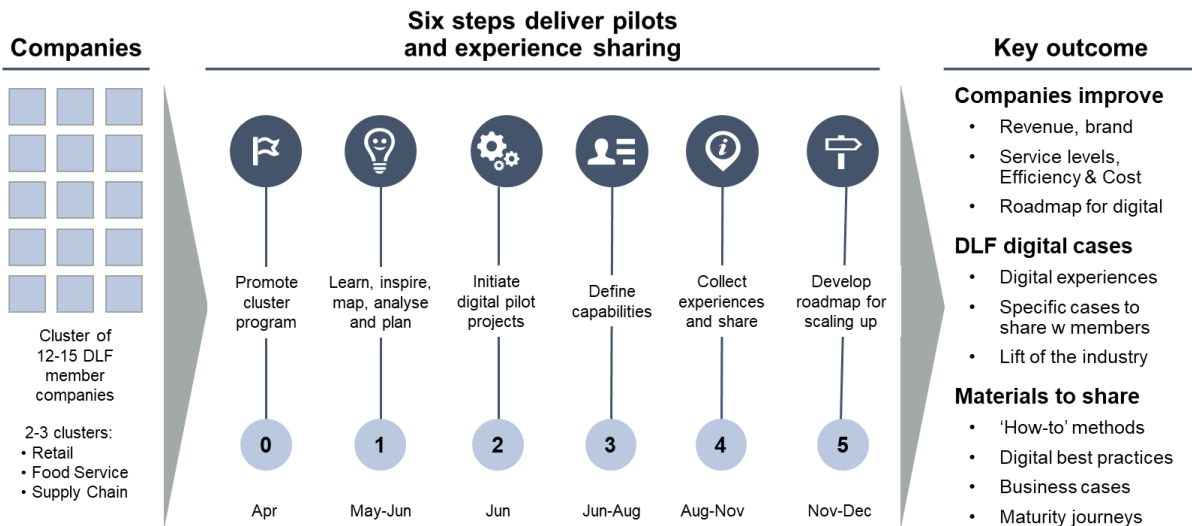 Companies
Cluster of
12-15 DLF
member
companies
2-3 clusters:
• Retail
• Food Service
• Supply Chain
Six steps deliver pilots
and experience sharing
Promote
cluster
program
0
Apr
Learn, inspire,
map, analyse
and plan
1
May-Jun
Initiate
digital pilot
projects
2
Jun
Define
capabilities
3
Jun-Aug
i
Collect
experiences
and share
4
Aug-Nov
Develop
roadmap for
scaling up
5
Nov-Dec
Key outcome
Companies improve
• Revenue, brand
• Service levels,
Efficiency & Cost
• Roadmap for digital
DLF digital cases
• Digital experiences
• Specific cases to
share w members
• Lift of the industry
Materials to share
• ‘How-to’ methods
• Digital best practices
• Business cases
• Maturity journeys